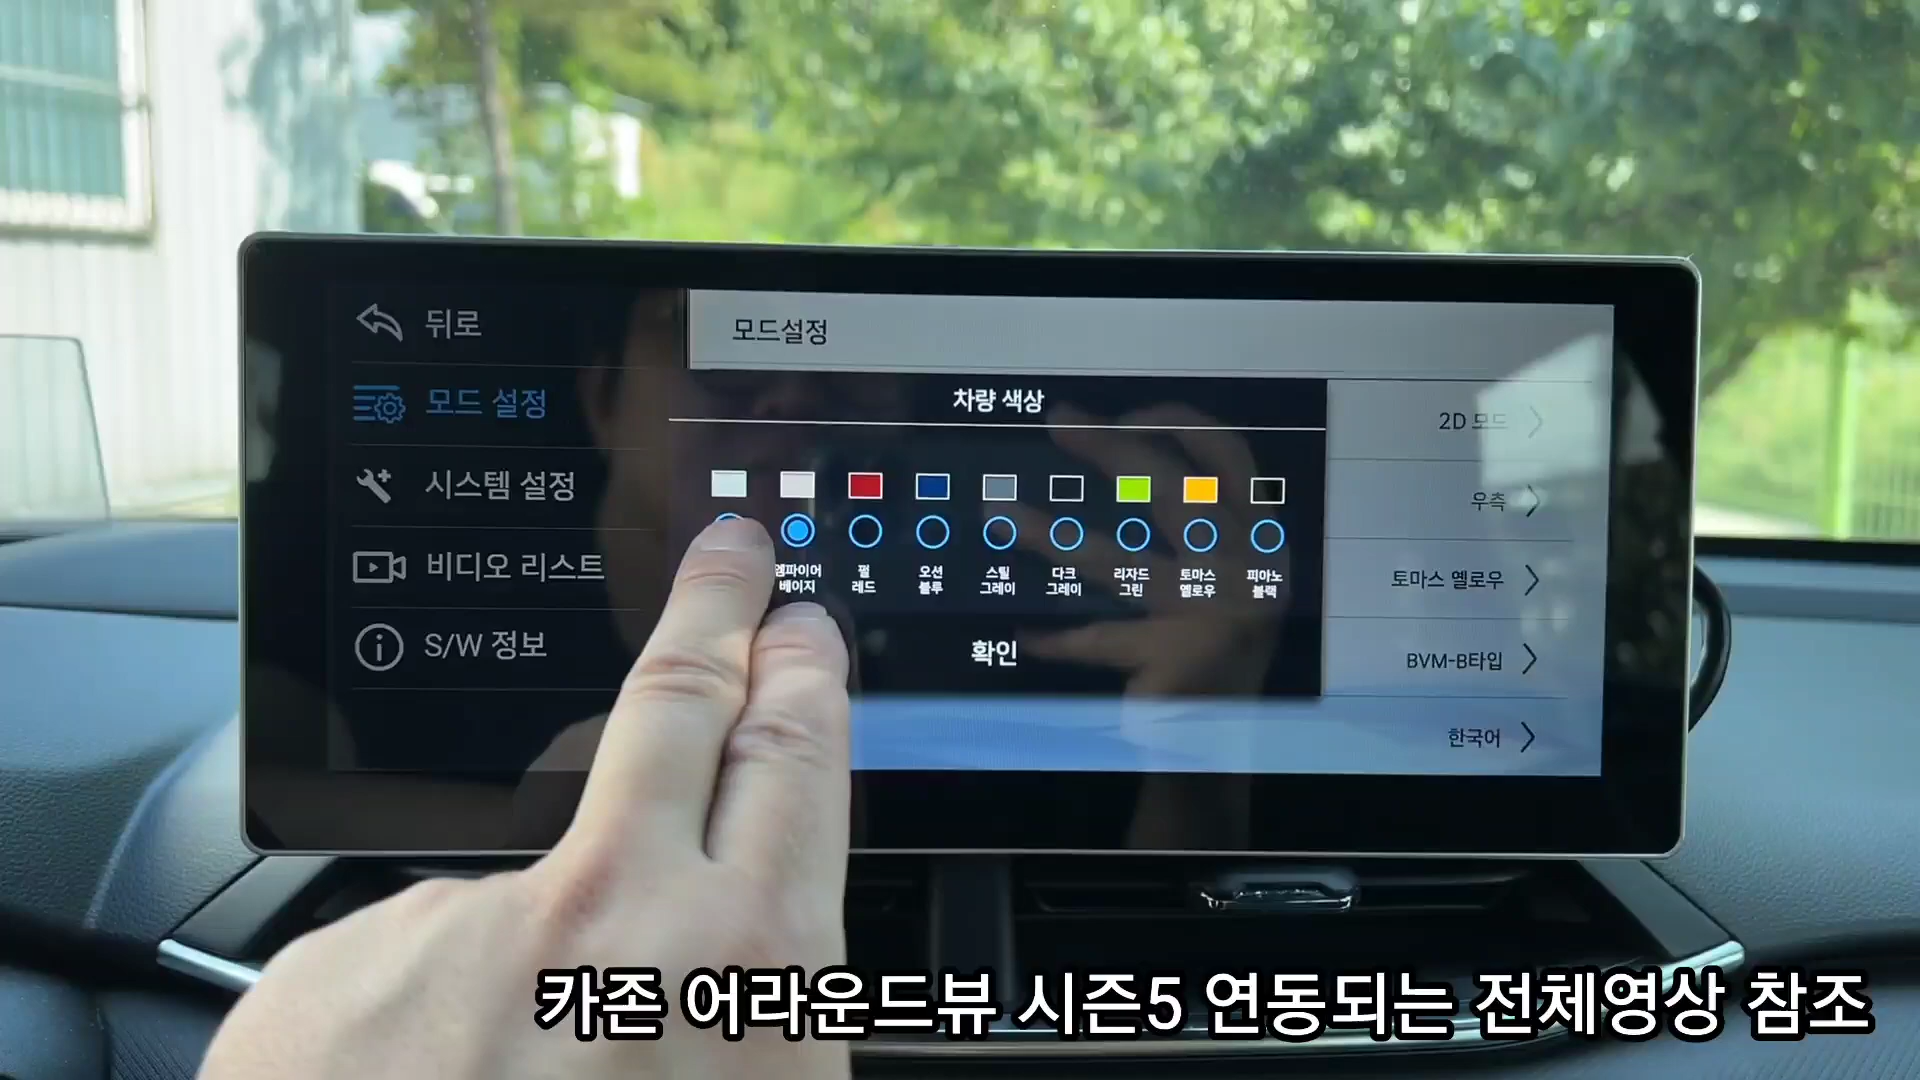 뒤로
모드 설정
시스템 설정
비디오 리스트
S/W 정보
모드설정
차량 색상
엠파이어
베이지
펄
레드
오션
블루
스틸
그레이
다크
그레이
리자드
그린
토마스
옐로우
피아노
블랙
확인
2D 모드
우측
토마스 옐로우
BVM-B타입
한국어
카존 어라운드뷰 시즌5 연동되는 전체영상 참조